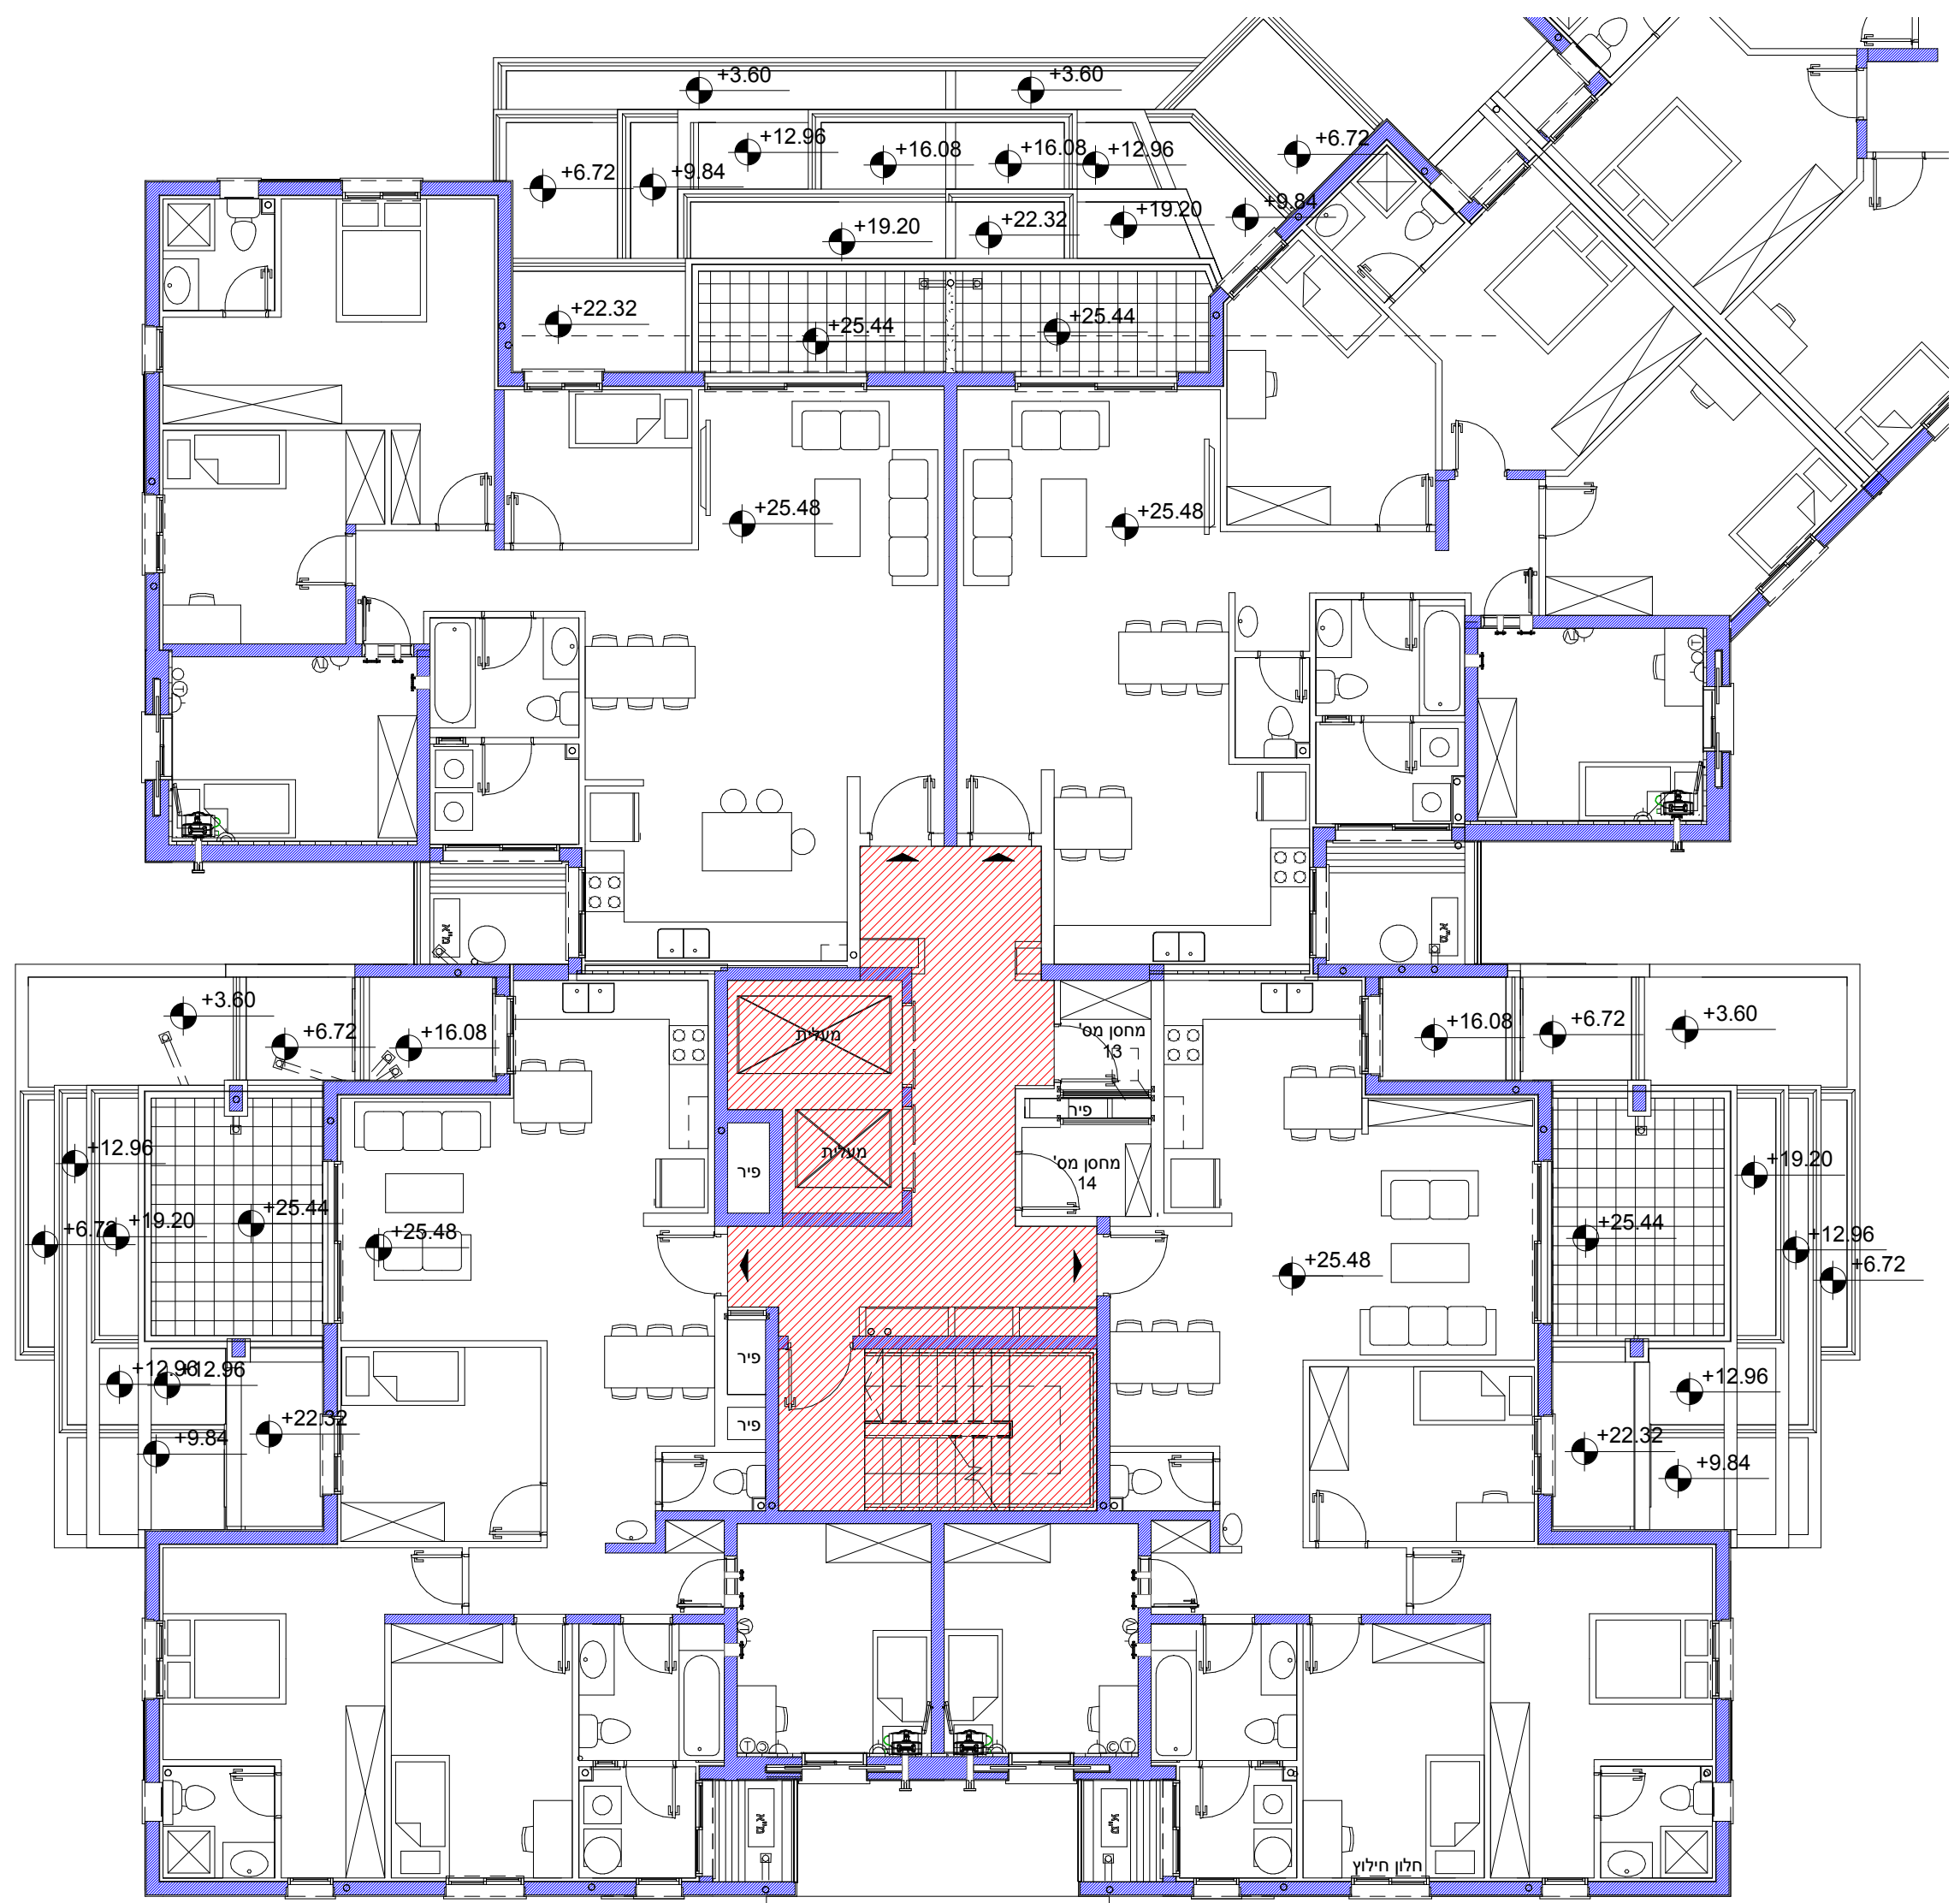 +3.60
+3.60
+12.96
+16.08
+16.08
+12.96
+6.72
+6.72
+9.84
+9.84
+19.20
+22.32
+19.20
+22.32
+25.44
+25.44
+25.48
+25.48
מ"א
מ"א
+3.60
+6.72
+16.08
מעלית
מחסן מס'
13
+16.08
+6.72
+3.60
פיר
מעלית
פיר
מחסן מס'
14
+12.96
+6.72
+19.20
+25.44
+25.48
+25.48
+25.44
+19.20
+12.96
+6.72
פיר
פיר
+12.96
+12.96
+22.32
+9.84
+12.96
+22.32
+9.84
T
T
T
T
מ"א
מ"א
חלון חילוץ